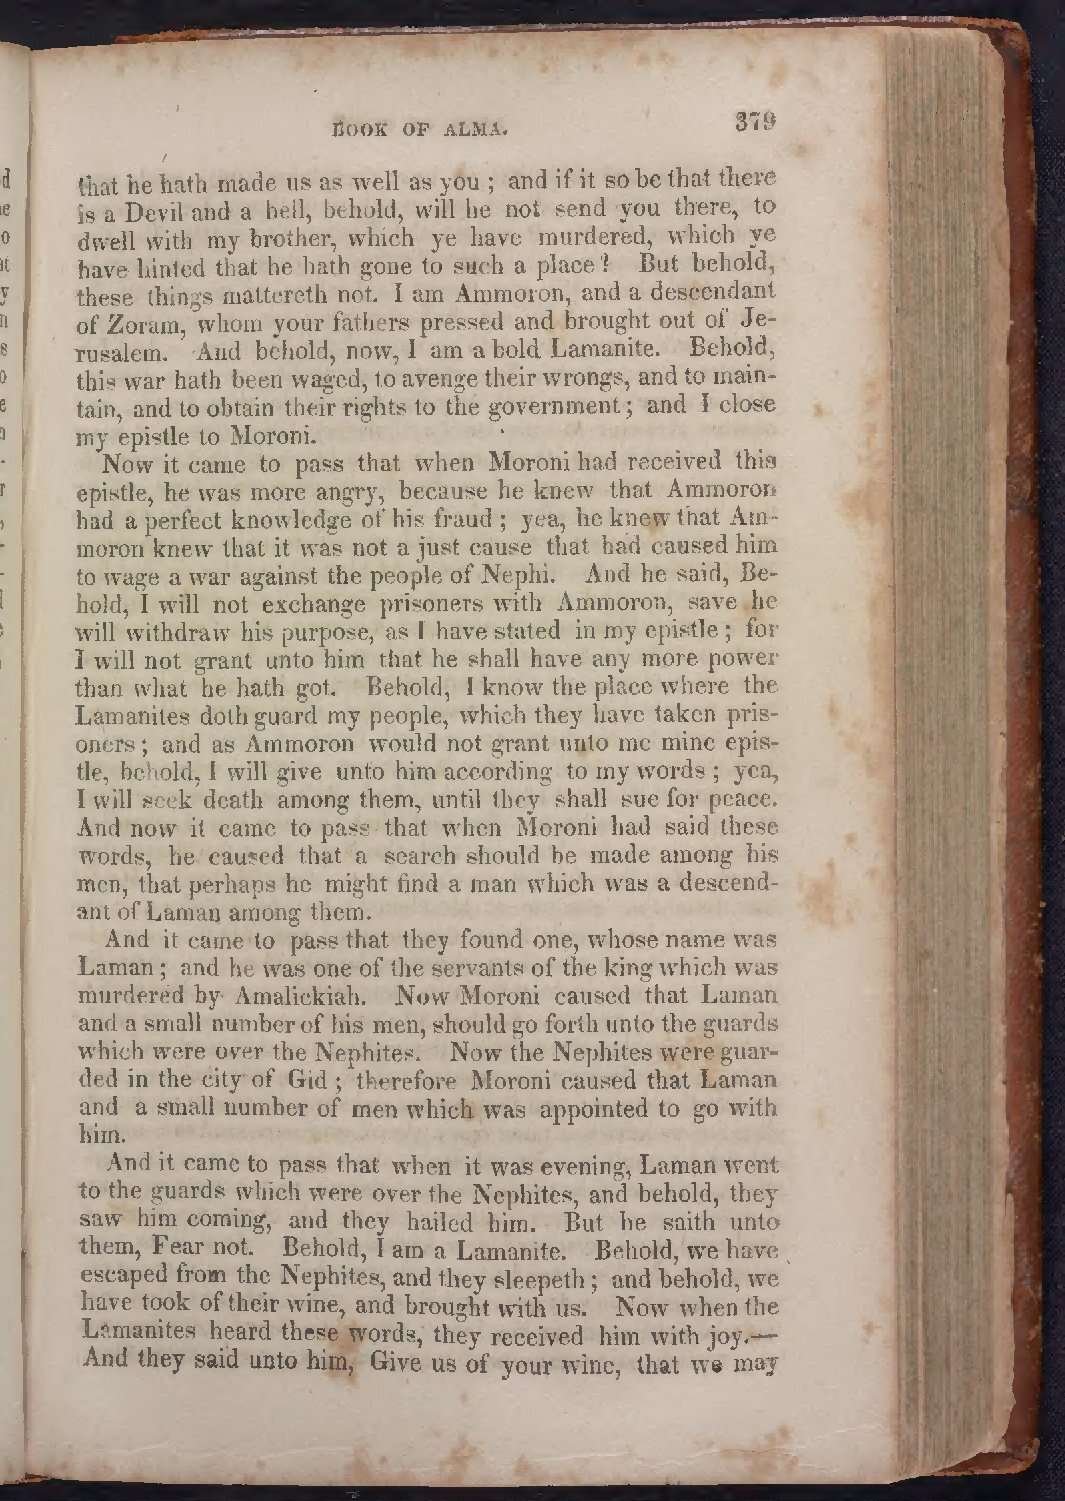 BOOK OF ALMA. 379
that he hath made us as well as you ; and if it so be that there
is a Devil and a hell, behold, will he not send you there, to
dwell with my brother, which ye have murdered, which ye
have hinted that he hath gone to such a place? But behold,
these things mattereth not. I am Ammoron, and a descendant
of Zoram, whom your fathers pressed and brought out of Je-
rusalem. And behold, now, I am a bold Lamanite. Behold,
this war hath been waged, to avenge their wrongs, and to main-
tain, and to obtain their rights to the government ; and I close
my epistle to Moroni.
Now it came to pass that when Moroni had received this
epistle, he was more angry, because he knew that Ammoron
had a perfect knowledge of his fraud ; yea, he knew that Am-
moron knew that it was not a just cause that had caused him
to wage a war against the people of Nephi. And he said, Be-
hold, I will not exchange prisoners with Ammoron, save he
will withdraw his purpose, as I have stated in my epistle ; for
I will not grant unto him that he shall have any more power
than what he hath got. Behold, I know the place where the
Lamanites doth guard my people, which they have taken pris-
oners ; and as Ammoron would not grant unto me mine epis-
tle, behold, I will give unto him according to my words ; yea,
I will seek death among them, until they shall sue for peace.
And now it came to pass that when Moroni had said these
words, he caused that a search should be made among his
men, that perhaps he might find a man which was a descend-
ant of Laman among them.
And it came to pass that they found one, whose name was
Laman ; and he was one of the servants of the king which was
murdered by Amalickiah. Now Moroni caused that Laman
and a small number of his men, should go forth unto the guards
which were over the Nephites. Now the Nephites were guar-
ded in the city of Gid ; therefore Moroni caused that Laman
and a small number of men which was appointed to go with
him.
And it came to pass that when it was evening, Laman went
to the guards which were over the Nephites, and behold, they
saw him coming, and they hailed him. But he saith unto
them, Fear not. Behold, I am a Lamanite. Behold, we have
escaped from the Nephites, and they sleepeth ; and behold, we
have took of their wine, and brought with us. Now when the
Lamanites heard these words, they received him with joy.—
And they said unto him, Give us of your wine, that we may